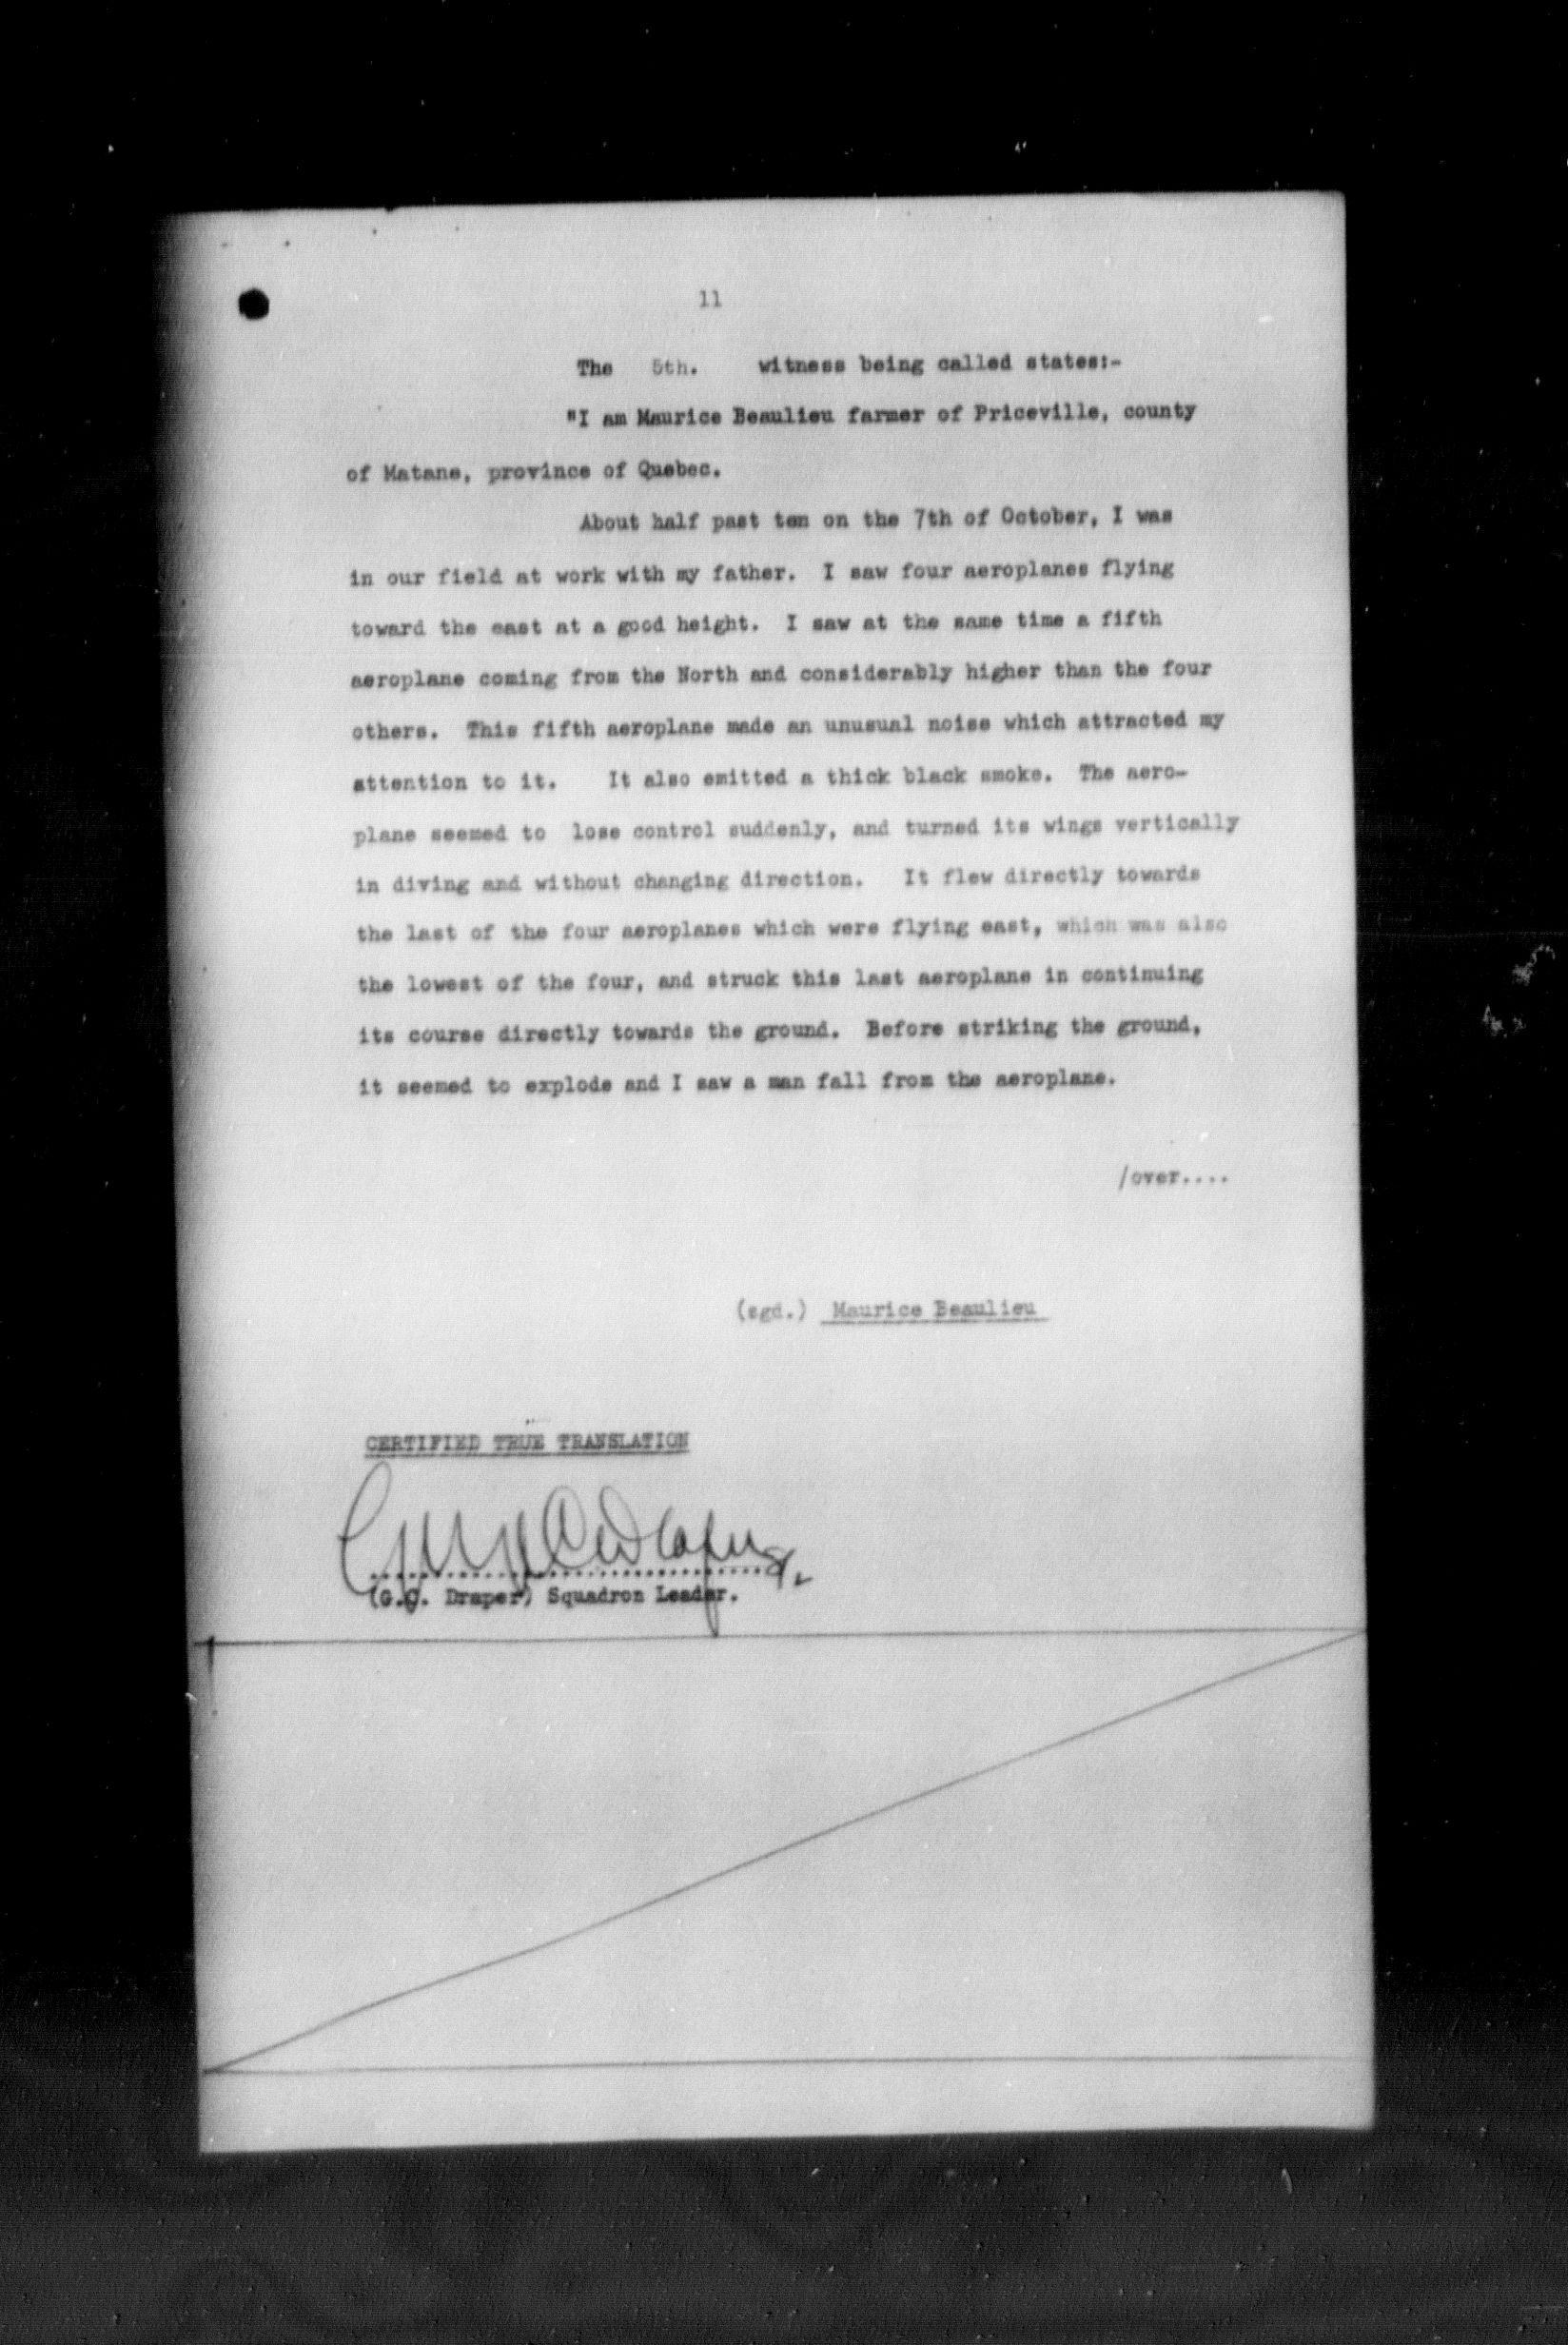 11
The 5th. witness being called states:-
"I am Maurice Beaulieu farmer of Priceville, county
of Matane, province of Quebec.
About half past ten on the 7th of October, I was
in our field at work with my father. I saw four aeroplanes flying
toward the east at a good height. I saw at the same time a fifth
aeroplane coming from the North and considerably higher than the four
others. This fifth aeroplane made an unusual noise which attracted my
attention to it. It also emitted a thick black smoke. The aero-
plane seemed to lose control suddenly, and turned its wings vertically
in diving and without changing direction. It flew directly towards
the last of the four aeroplanes which were flying east, which was also
the lowest of the four, and struck this last aeroplane in continuing
its course directly towards the ground. Before striking the ground,
it seemed to explode and I saw a man fall from the aeroplane.
/over....
(sgd.) Maurice Beaulieu
CERTIFIED TRUE TRANSLATION
(G.C. Draper) Squadron Leader.